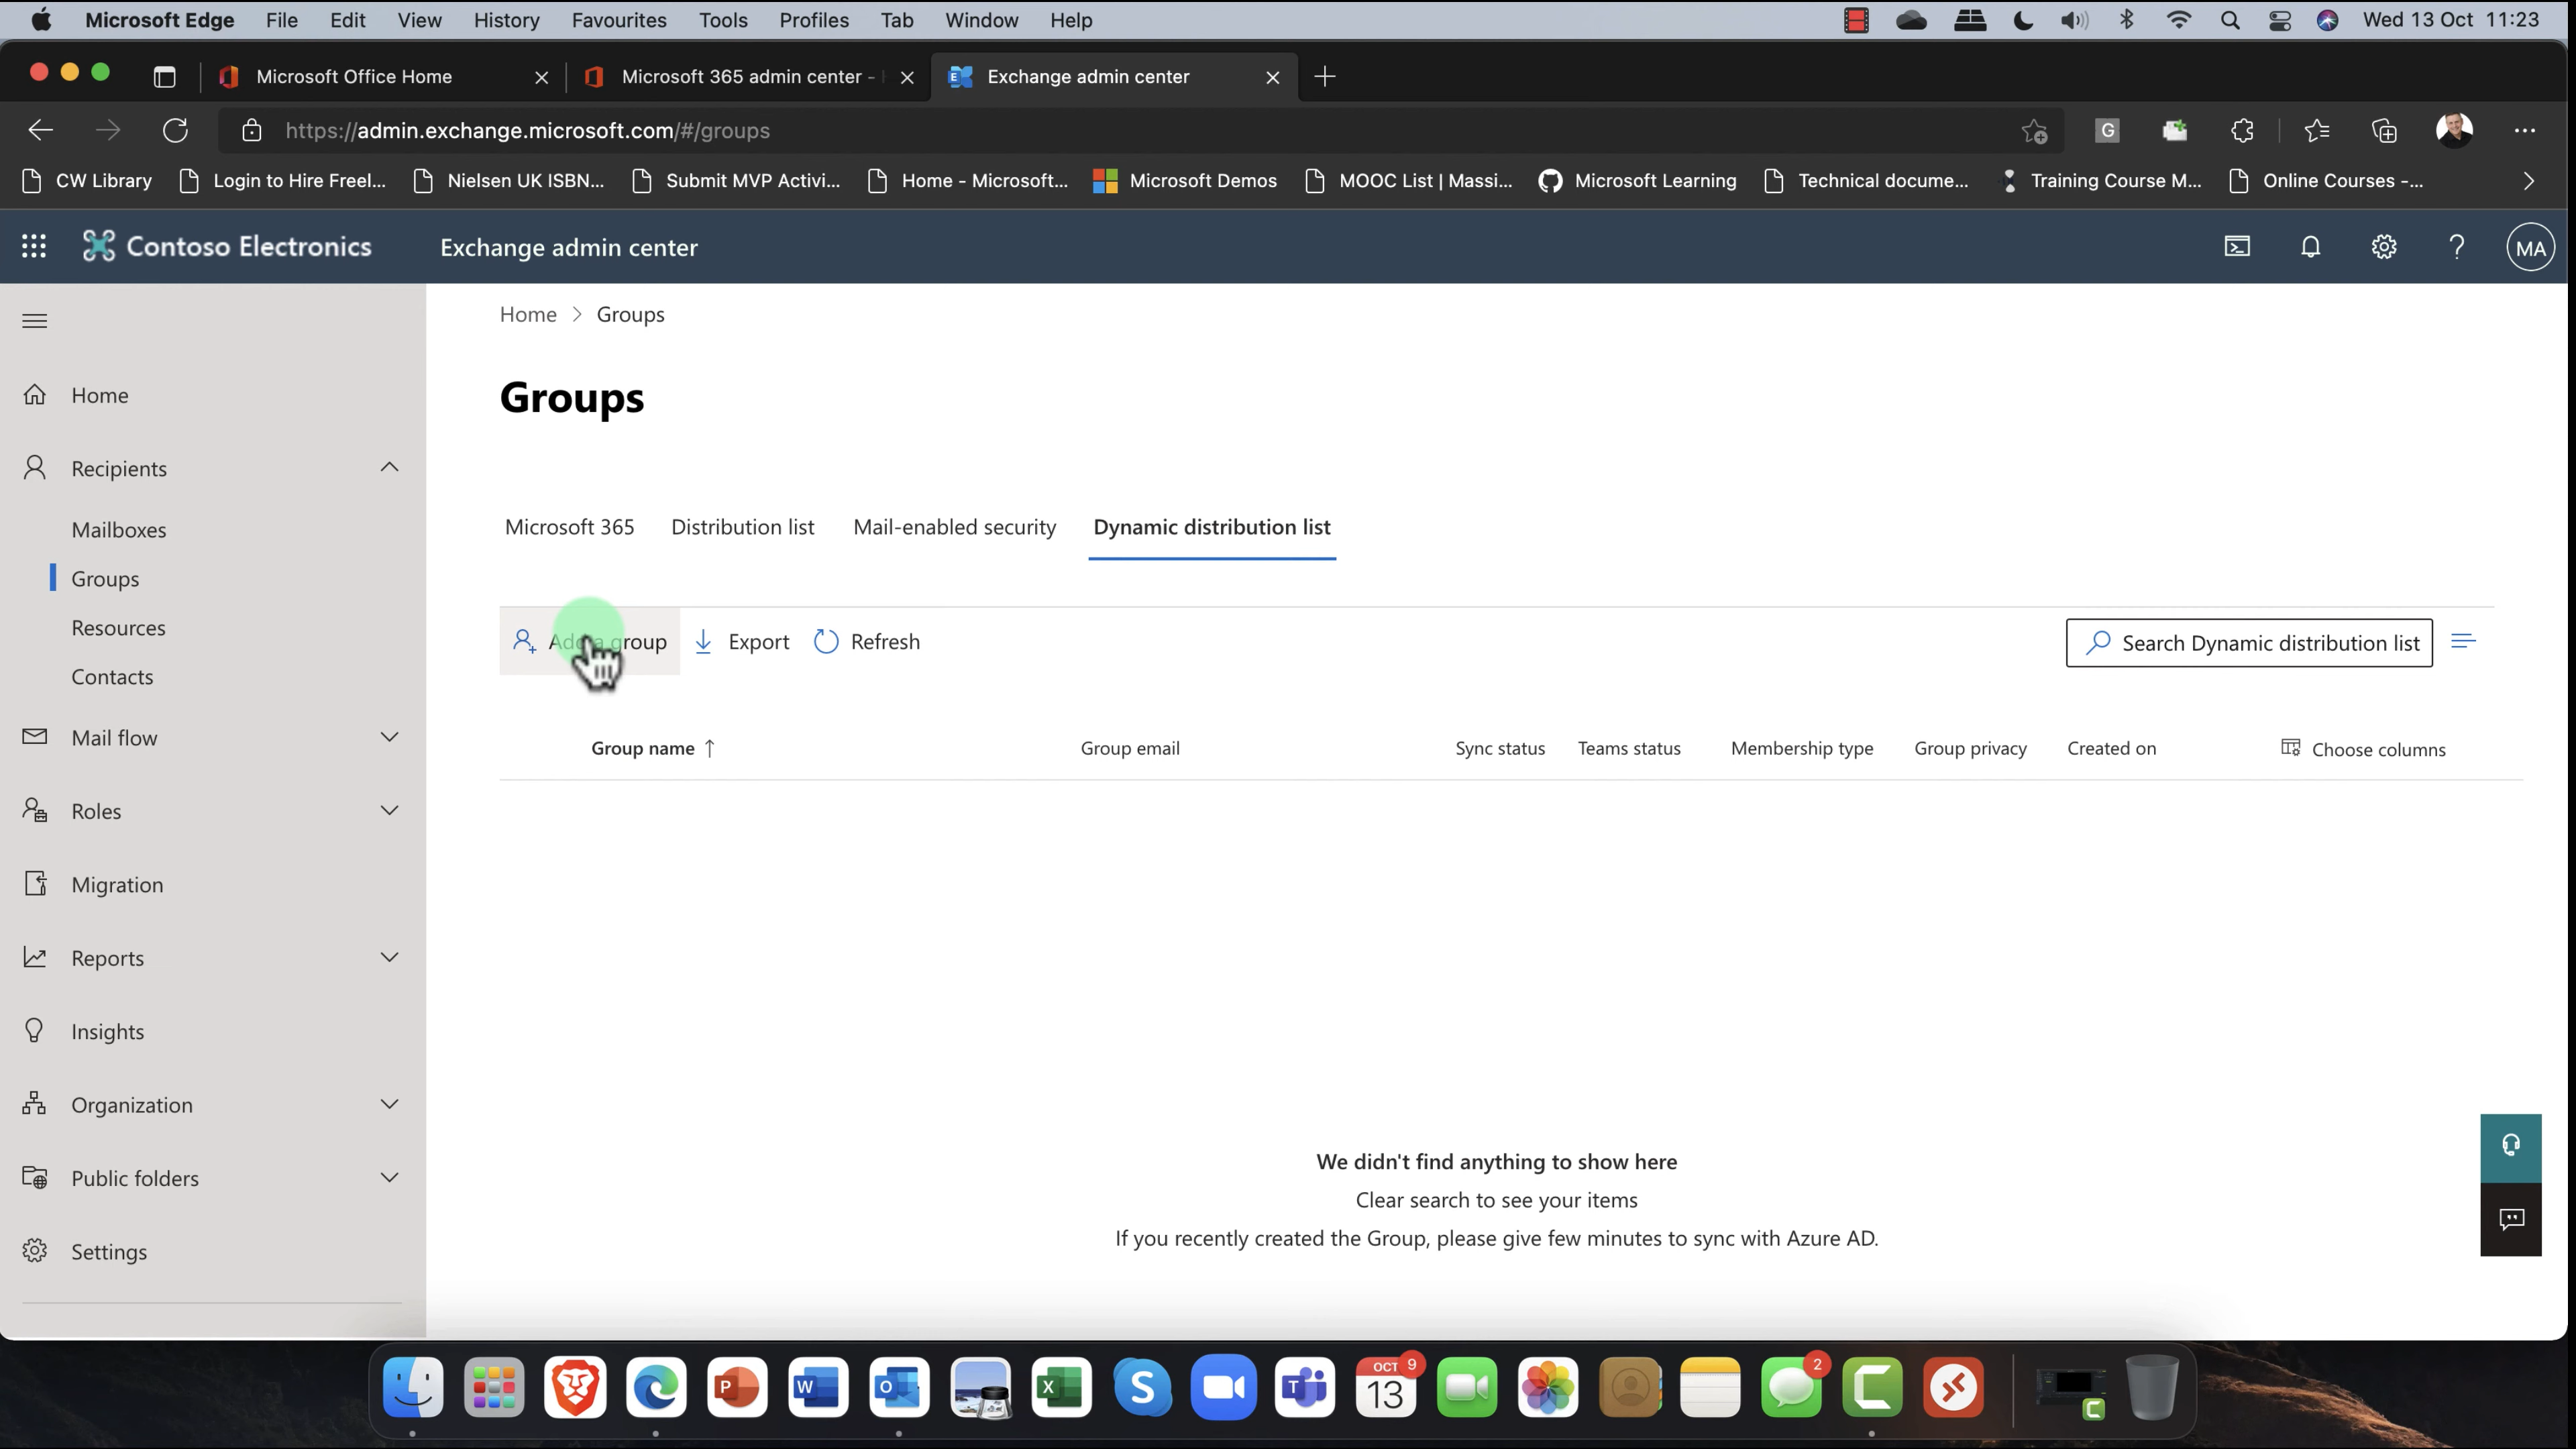 Microsoft Edge File Edit View History Favourites Tools Profiles Tab Window Help Wed 13 Oct 11:23
Microsoft Office Home Microsoft 365 admin center - Exchange admin center
https://admin.exchange.microsoft.com/#/groups G
CW Library Login to Hire Freel... Nielsen UK ISBN... Submit MVP Activi... Home - Microsoft... Microsoft Demos MOOC List | Massi... Microsoft Learning Technical docume... Training Course M... Online Courses -...
Contoso Electronics Exchange admin center ? MA
Home > Groups
Groups
Home
Recipients
Mailboxes
Groups
Resources
Contacts
Mail flow
Roles
Migration
Reports
Insights
Organization
Public folders
Settings
Microsoft 365 Distribution list Mail-enabled security Dynamic distribution list
Add a group Export Refresh Search Dynamic distribution list
Group name ↑ Group email Sync status Teams status Membership type Group privacy Created on Choose columns
We didn't find anything to show here
Clear search to see your items
If you recently created the Group, please give few minutes to sync with Azure AD.
P W O X S T OCT 9 13 2 C